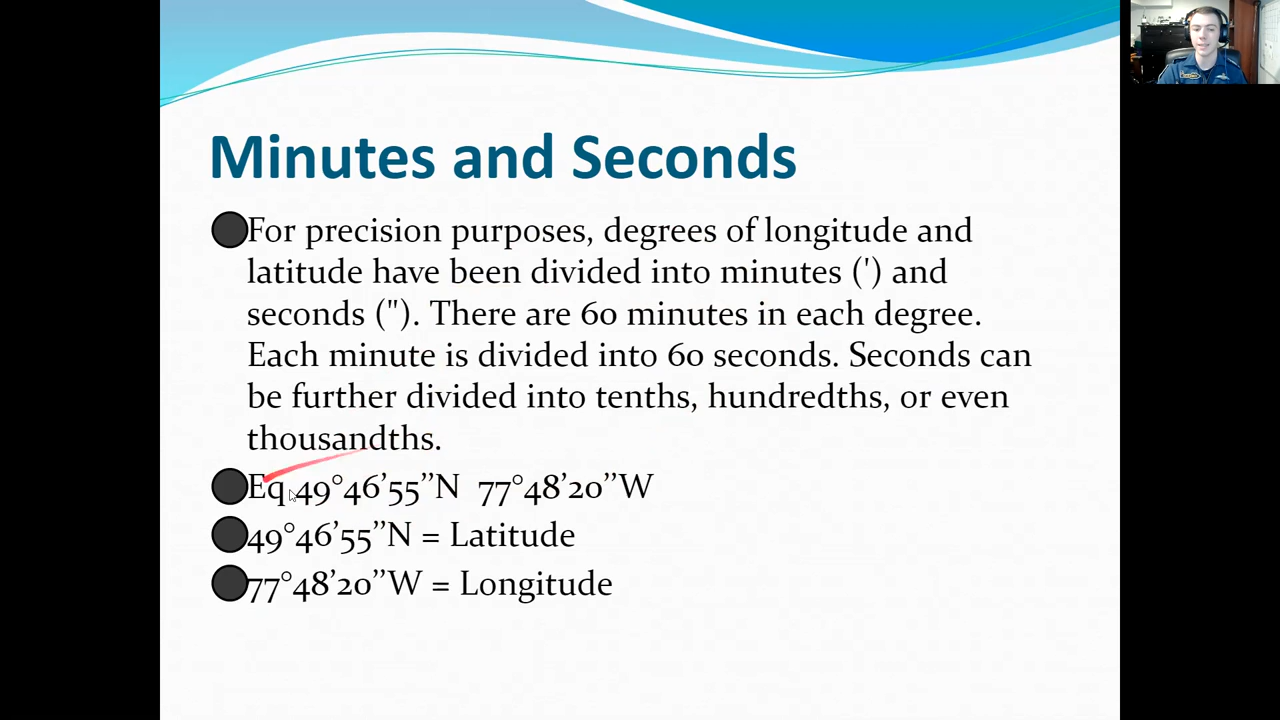 Minutes and Seconds
For precision purposes, degrees of longitude and
latitude have been divided into minutes (') and
seconds ("). There are 60 minutes in each degree.
Each minute is divided into 60 seconds. Seconds can
be further divided into tenths, hundredths, or even
thousandths.
Eq.49°46’55’’N 77°48’20’’W
49°46’55’’N = Latitude
77°48’20’’W = Longitude